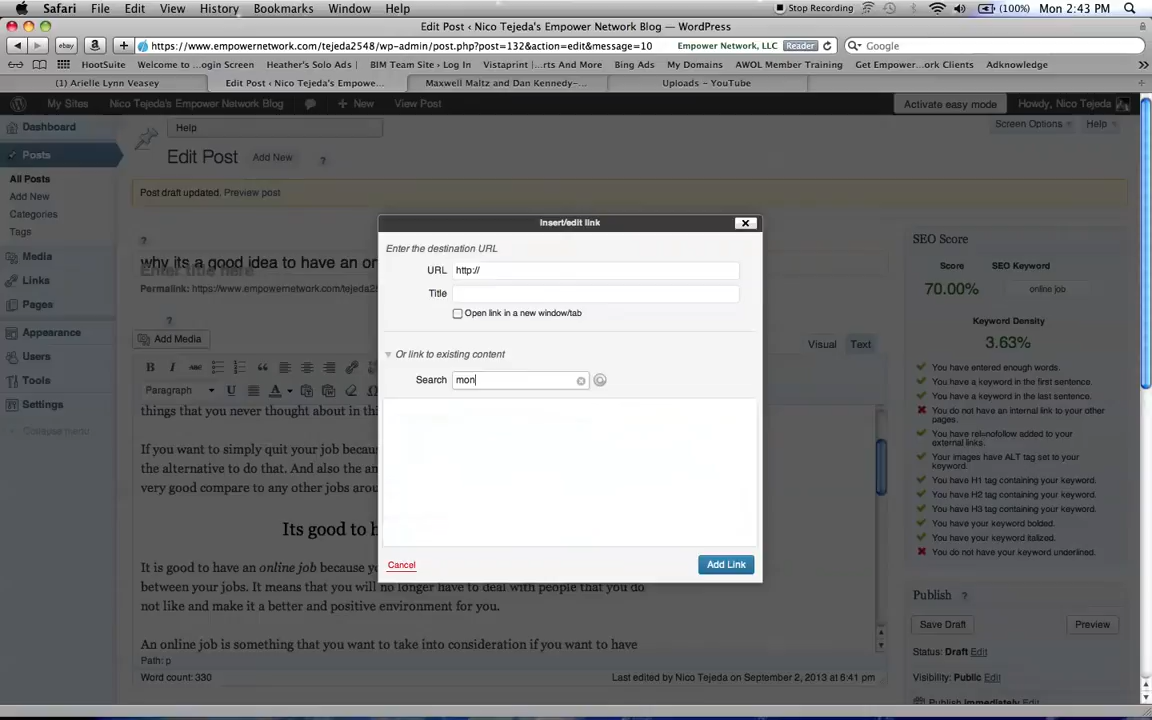 Safari File Edit View History Bookmarks Window Help Stop Recording (100%) Mon 2:43 PM
Edit Post ‹ Nico Tejeda's Empower Network Blog — WordPress
ebay a https://www.empowernetwork.com/tejeda2548/wp-admin/post.php?post=132&action=edit&message=10 Empower Network, LLC Reader Google
HootSuite Welcome to ...ogin Screen Heather's Solo Ads BIM Team Site › Log In Vistaprint |...rts And More Bing Ads My Domains AWOL Member Training Get Empower...ork Clients Adknowledge
(1) Arielle Lynn Veasey Edit Post ‹ Nico Tejeda's Empowe... Maxwell Maltz and Dan Kennedy-... Uploads – YouTube
My Sites Nico Tejeda's Empower Network Blog + New View Post Activate easy mode Howdy, Nico Tejeda
Dashboard Help Screen Options Help
Posts Edit Post Add New ?
All Posts
Add New Post draft updated. Preview post
Categories
Tags
Media
Links
Pages
Appearance
Users
Tools
Settings
Collapse menu
?
why its a good idea to have an on
Enter title here
Permalink: https://www.empowernetwork.com/tejeda25
?
Add Media Visual Text
B I ABC
Paragraph U A
things that you never thought about in thi
If you want to simply quit your job becau
the alternative to do that. And also the am
very good compare to any other jobs arou
Its good to h
It is good to have an online job because yo
between your jobs. It means that you will no longer have to deal with people that you do
not like and make it a better and positive environment for you.
An online job is something that you want to take into consideration if you want to have
Path: p
Word count: 330 Last edited by Nico Tejeda on September 2, 2013 at 6:41 pm
Insert/edit link
Enter the destination URL
URL http://
Title
Open link in a new window/tab
Or link to existing content
Search mon
Cancel Add Link
SEO Score
Score SEO Keyword
70.00% online job
Keyword Density
3.63%
You have entered enough words.
You have a keyword in the first sentence.
You have a keyword in the last sentence.
You do not have an internal link to your other
pages.
You have rel=nofollow added to your
external links.
Your images have ALT tag set to your
keyword.
You have H1 tag containing your keyword.
You have H2 tag containing your keyword.
You have H3 tag containing your keyword.
You have your keyword bolded.
You have your keyword italized.
You do not have your keyword underlined.
Publish ?
Save Draft Preview
Status: Draft Edit
Visibility: Public Edit
Publish immediately Edit